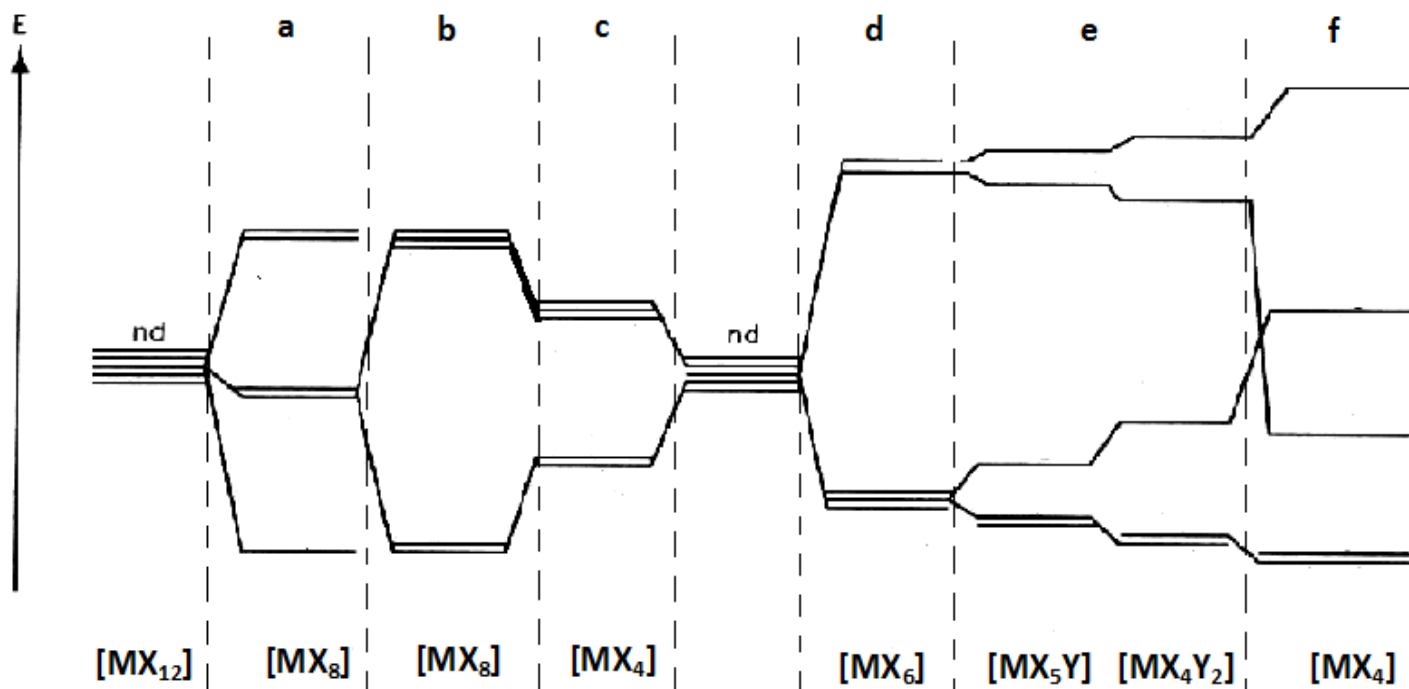 E a b c d e f
nd nd
[MX₁₂] [MX₈] [MX₈] [MX₄] [MX₆] [MX₅Y] [MX₄Y₂] [MX₄]